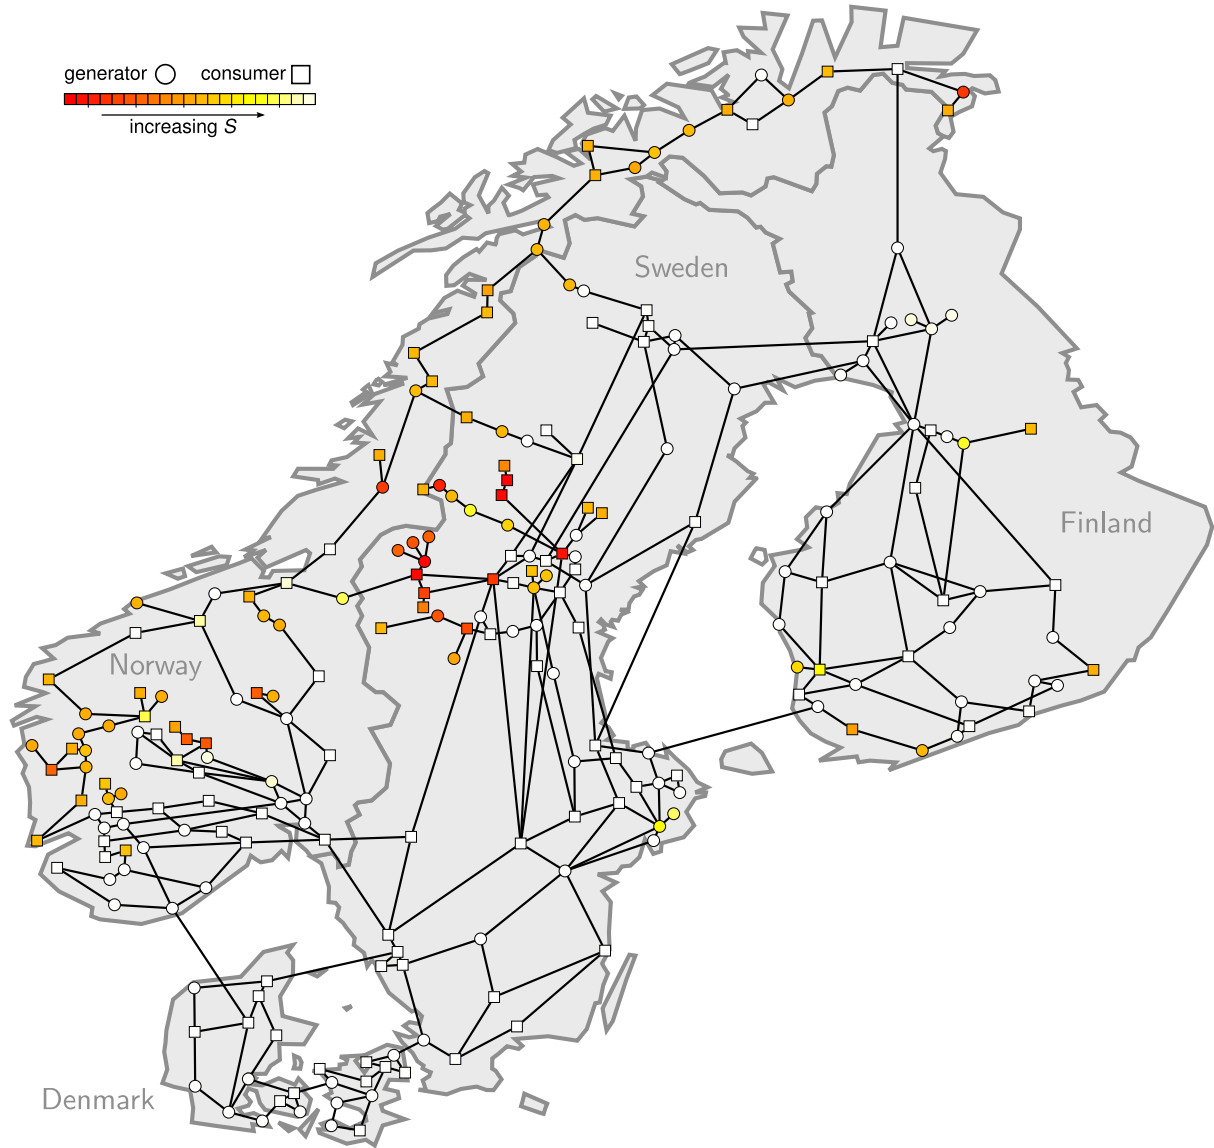 generator consumer
increasing S
Sweden
Finland
Norway
Denmark